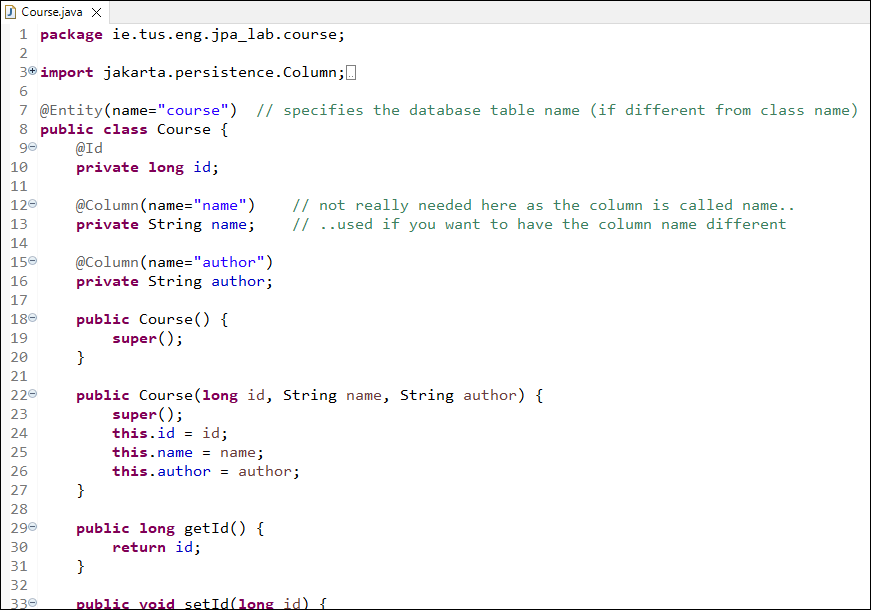 Course.java
1 package ie.tus.eng.jpa_lab.course;
2
3 import jakarta.persistence.Column;
6
7 @Entity(name="course")  // specifies the database table name (if different from class name)
8 public class Course {
9     @Id
10     private long id;
11
12     @Column(name="name")    // not really needed here as the column is called name..
13     private String name;    // ..used if you want to have the column name different
14
15     @Column(name="author")
16     private String author;
17
18     public Course() {
19         super();
20     }
21
22     public Course(long id, String name, String author) {
23         super();
24         this.id = id;
25         this.name = name;
26         this.author = author;
27     }
28
29     public long getId() {
30         return id;
31     }
32
33     public void setId(long id) {